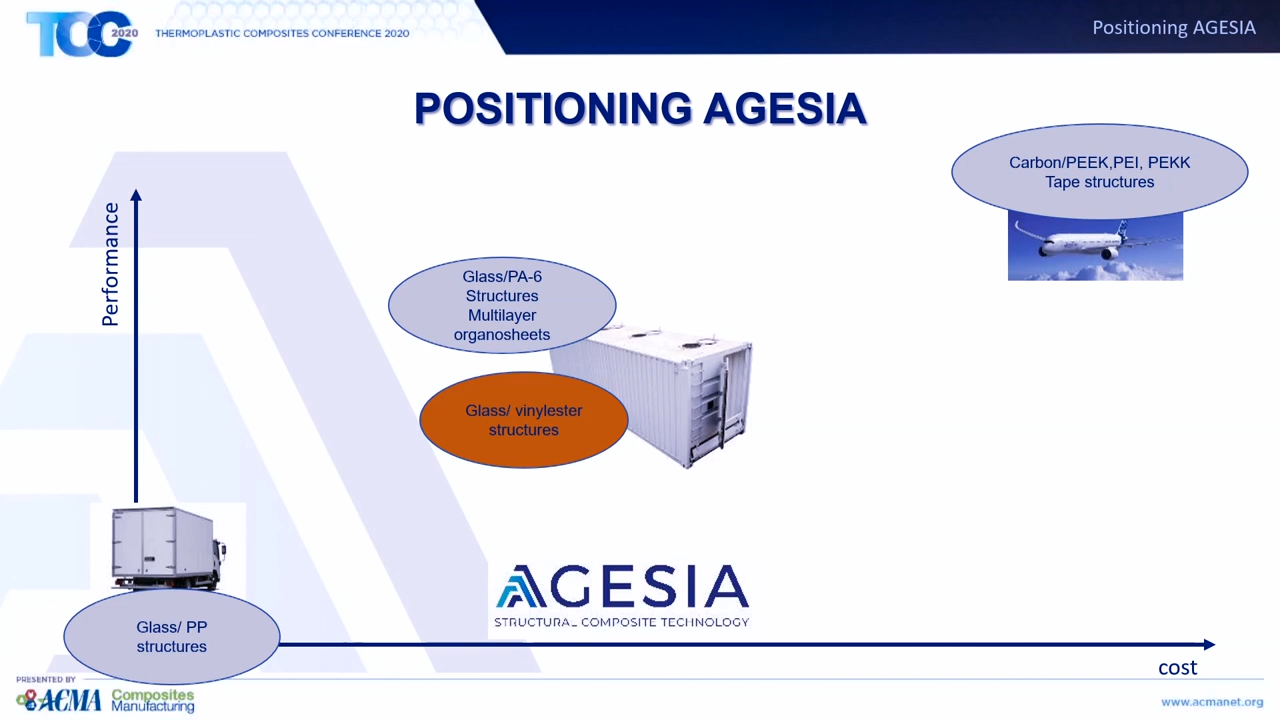 TCC 2020
THERMOPLASTIC COMPOSITES CONFERENCE 2020
Positioning AGESIA
POSITIONING AGESIA
Carbon/PEEK,PEI, PEKK
Tape structures
Performance
Glass/PA-6
Structures
Multilayer
organosheets
Glass/ vinylester
structures
AGESIA
STRUCTURAL COMPOSITE TECHNOLOGY
Glass/ PP
structures
cost
PRESENTED BY
ACMA
Composites
Manufacturing
www.acmanet.org